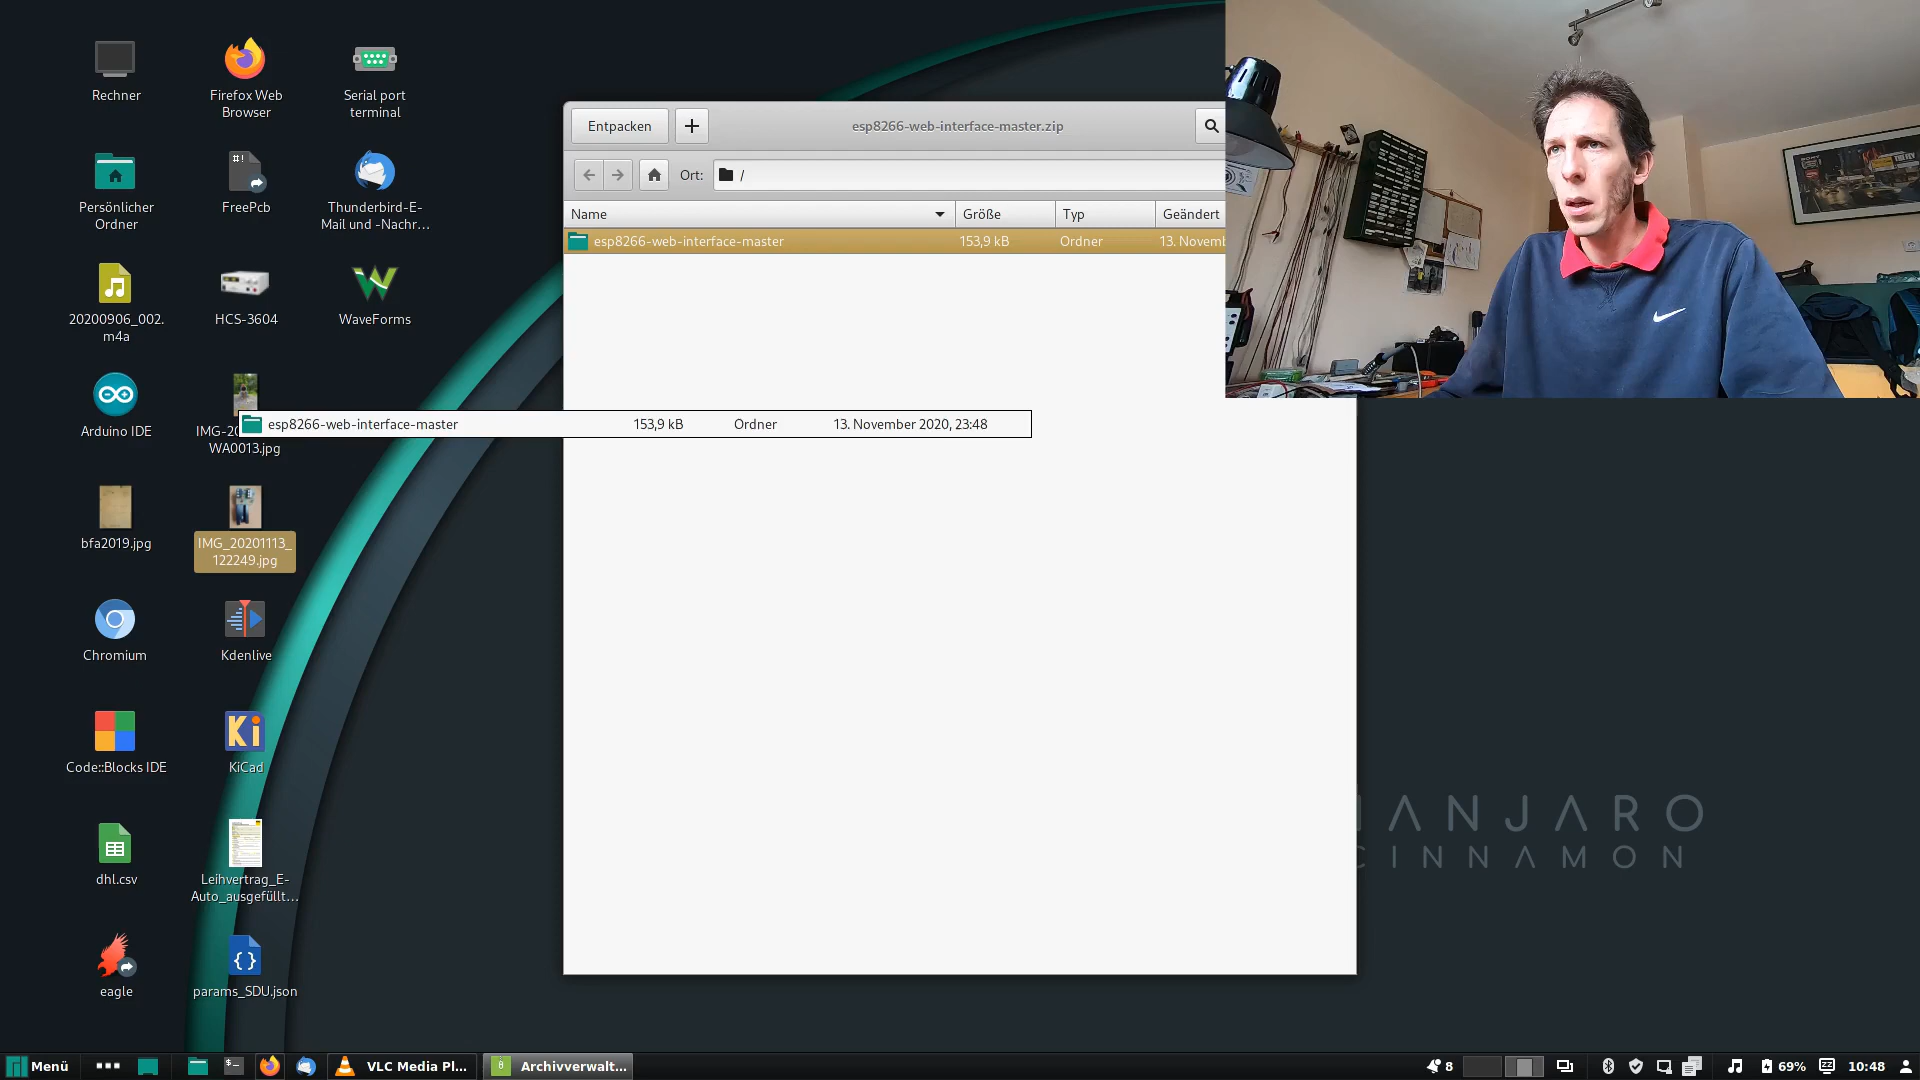 Rechner
Firefox Web
Browser
Serial port
terminal
Persönlicher
Ordner
#!
FreePcb
Thunderbird-E-
Mail und -Nachr...
20200906_002.
m4a
HCS-3604
WaveForms
Arduino IDE
IMG-20
WA0013.jpg
bfa2019.jpg
IMG_20201113_
122249.jpg
Chromium
Kdenlive
Code::Blocks IDE
Ki
KiCad
dhl.csv
Leihvertrag_E-
Auto_ausgefüllt...
eagle
{}
params_SDU.json
Entpacken
+
esp8266-web-interface-master.zip
Ort:
/
Name
Größe
Typ
Geändert
esp8266-web-interface-master
153,9 kB
Ordner
13. Novem
esp8266-web-interface-master
153,9 kB
Ordner
13. November 2020, 23:48
ANJARO
CINNAMON
Menü
VLC Media Pl...
Archivverwalt...
8
69%
10:48